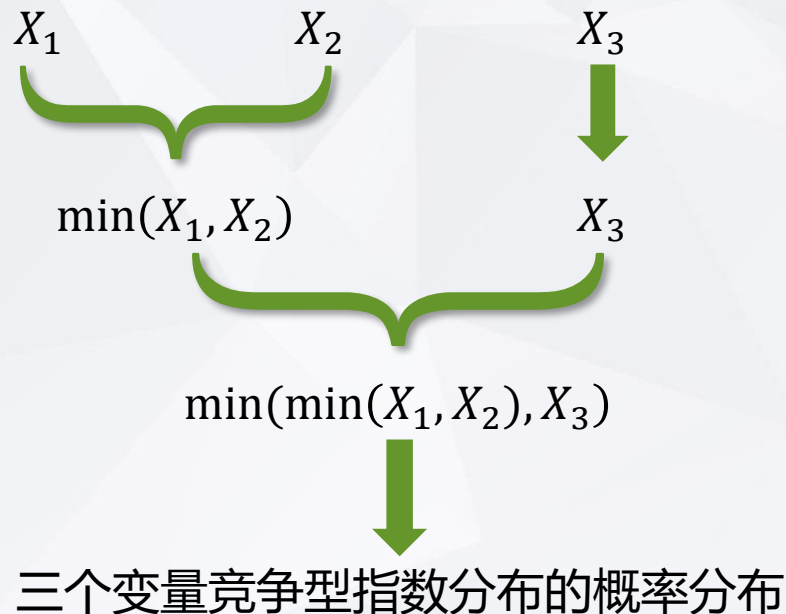 X₁ X₂ X₃
min(X₁, X₂) X₃
min(min(X₁, X₂), X₃)
三个变量竞争型指数分布的概率分布